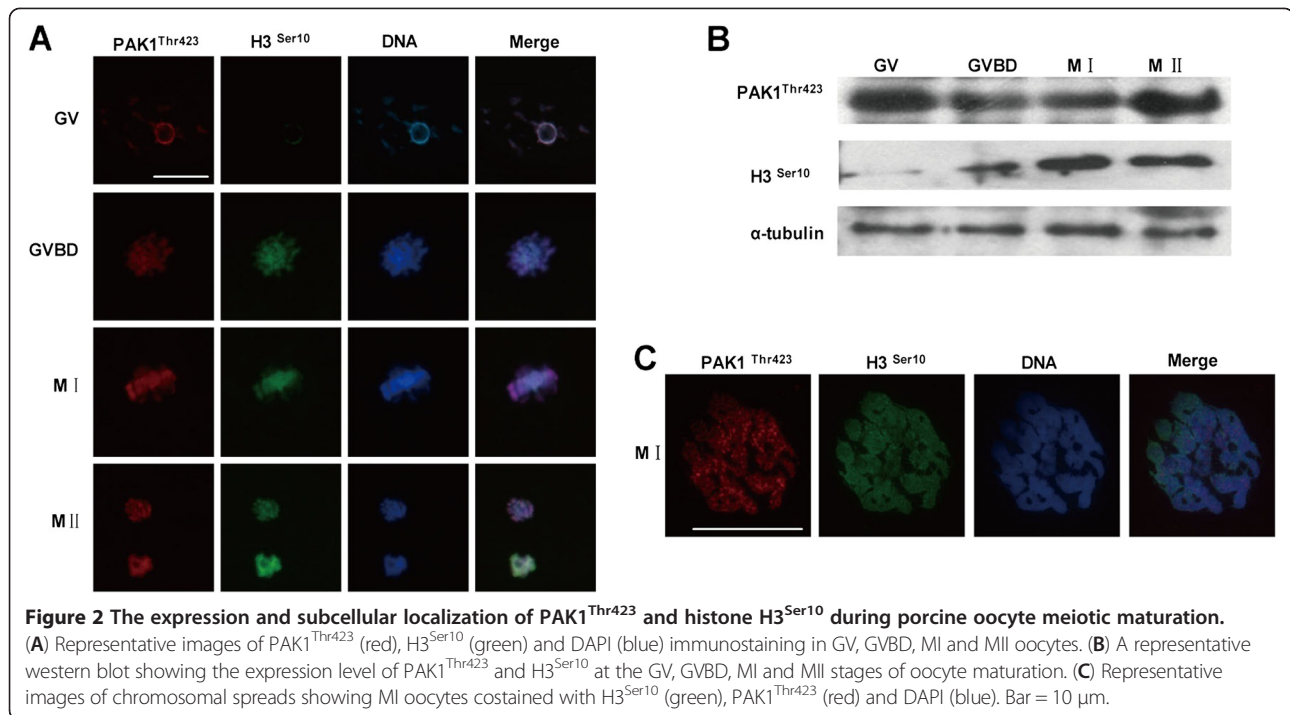 A
PAK1Thr423 H3 Ser10 DNA Merge
GV
GVBD
M Ⅰ
M Ⅱ
B
GV GVBD M Ⅰ M Ⅱ
PAK1Thr423
H3 Ser10
α-tubulin
C
PAK1 Thr423 H3 Ser10 DNA Merge
M Ⅰ
Figure 2 The expression and subcellular localization of PAK1Thr423 and histone H3Ser10 during porcine oocyte meiotic maturation.
(A) Representative images of PAK1Thr423 (red), H3Ser10 (green) and DAPI (blue) immunostaining in GV, GVBD, MI and MII oocytes. (B) A representative
western blot showing the expression level of PAK1Thr423 and H3Ser10 at the GV, GVBD, MI and MII stages of oocyte maturation. (C) Representative
images of chromosomal spreads showing MI oocytes costained with H3Ser10 (green), PAK1Thr423 (red) and DAPI (blue). Bar = 10 μm.